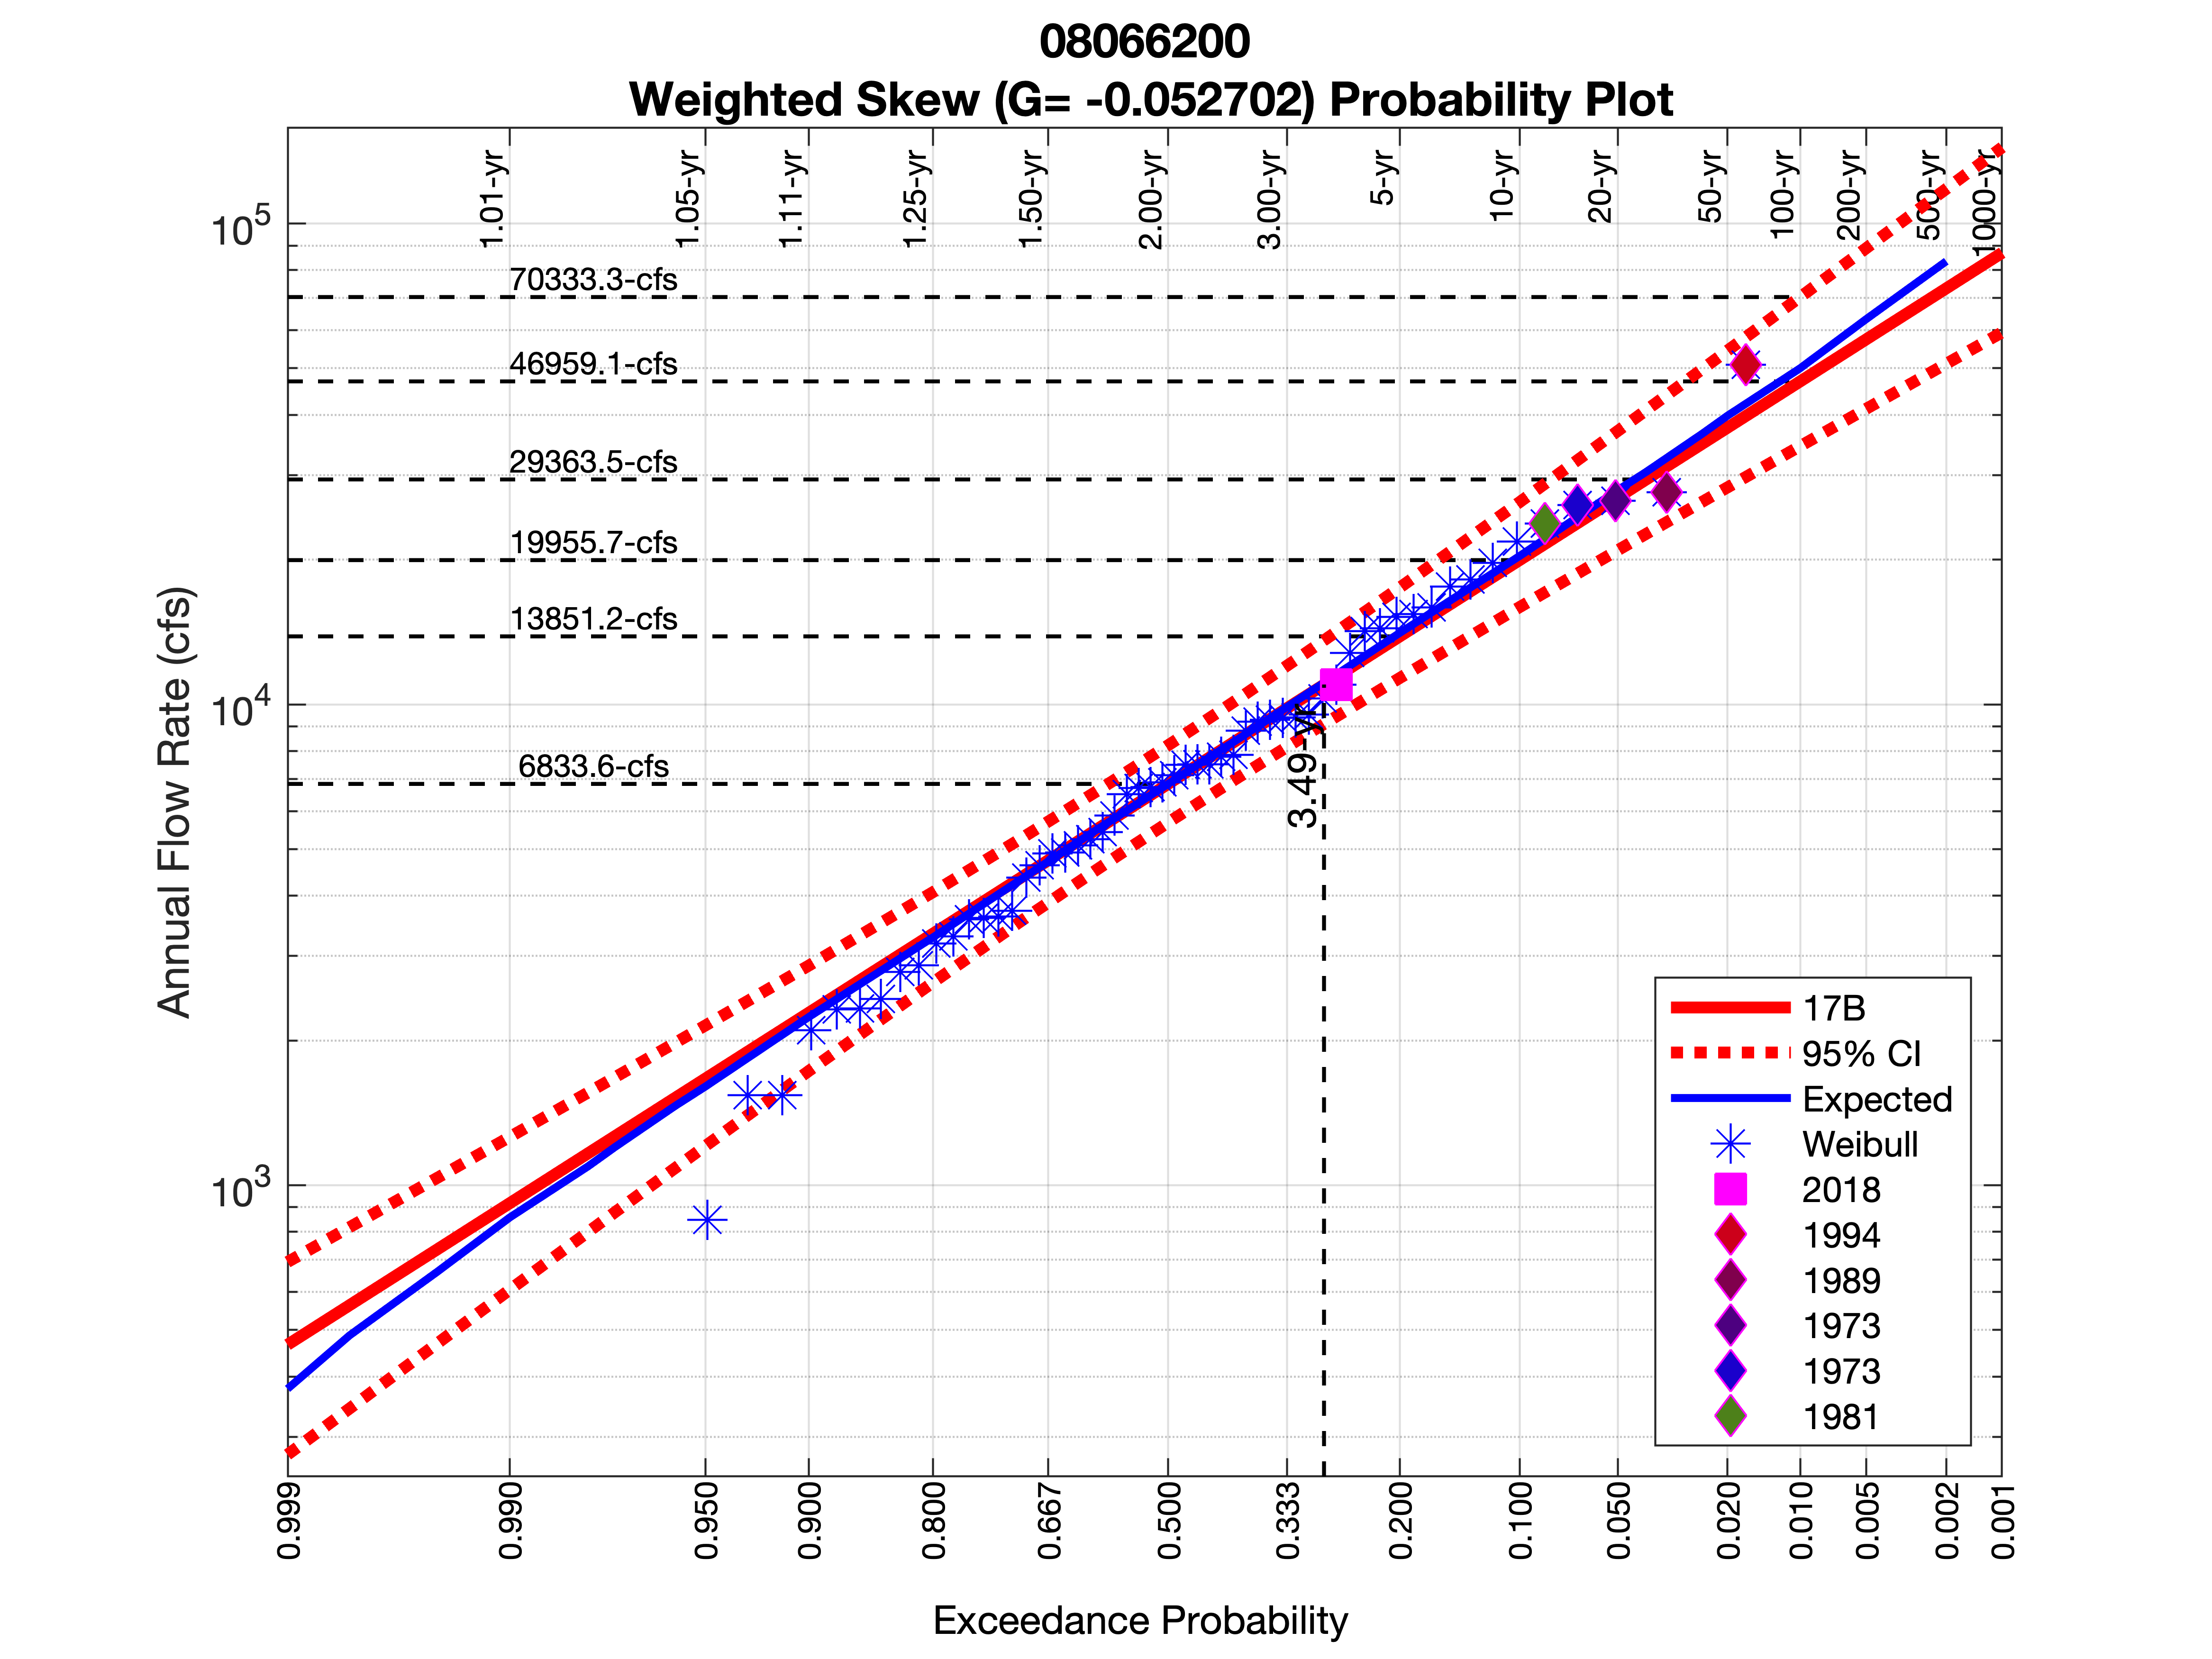 08066200
Weighted Skew (G= -0.052702) Probability Plot
1.01-yr
1.05-yr
1.11-yr
1.25-yr
1.50-yr
2.00-yr
3.00-yr
5-yr
10-yr
20-yr
50-yr
100-yr
200-yr
500-yr
1000-yr
10^5
10^4
10^3
Annual Flow Rate (cfs)
70333.3-cfs
46959.1-cfs
29363.5-cfs
19955.7-cfs
13851.2-cfs
6833.6-cfs
3.49-yr
17B
95% CI
Expected
Weibull
2018
1994
1989
1973
1973
1981
0.999
0.990
0.950
0.900
0.800
0.667
0.500
0.333
0.200
0.100
0.050
0.020
0.010
0.005
0.002
0.001
Exceedance Probability